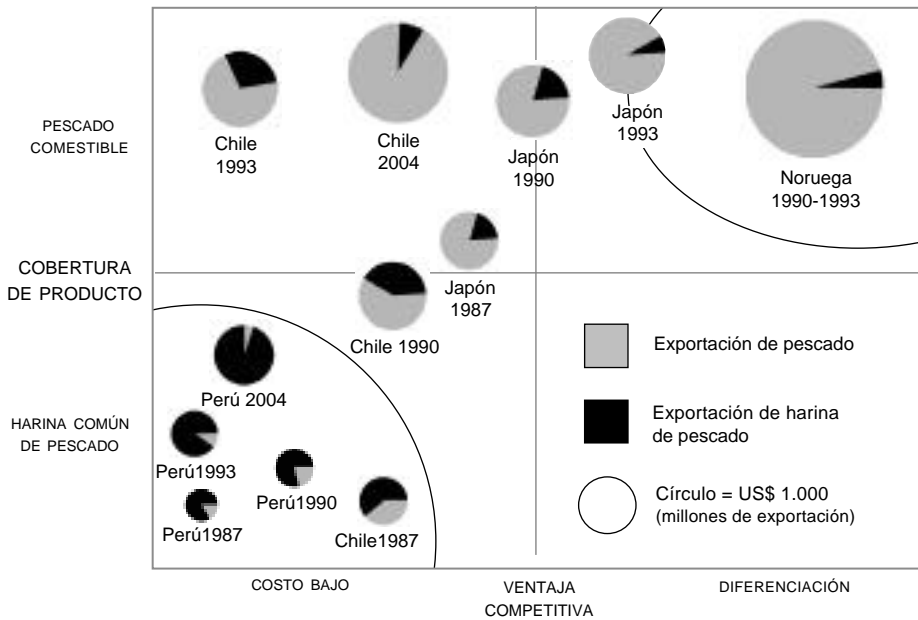 PESCADO
COMESTIBLE
COBERTURA
DE PRODUCTO
HARINA COMÚN
DE PESCADO
Chile
1993
Chile
2004
Japón
1990
Japón
1993
Noruega
1990-1993
Japón
1987
Chile 1990
Perú 2004
Perú1993
Perú1990
Perú1987
Chile1987
Exportación de pescado
Exportación de harina
de pescado
Círculo = US$ 1.000
(millones de exportación)
COSTO BAJO
VENTAJA
COMPETITIVA
DIFERENCIACIÓN